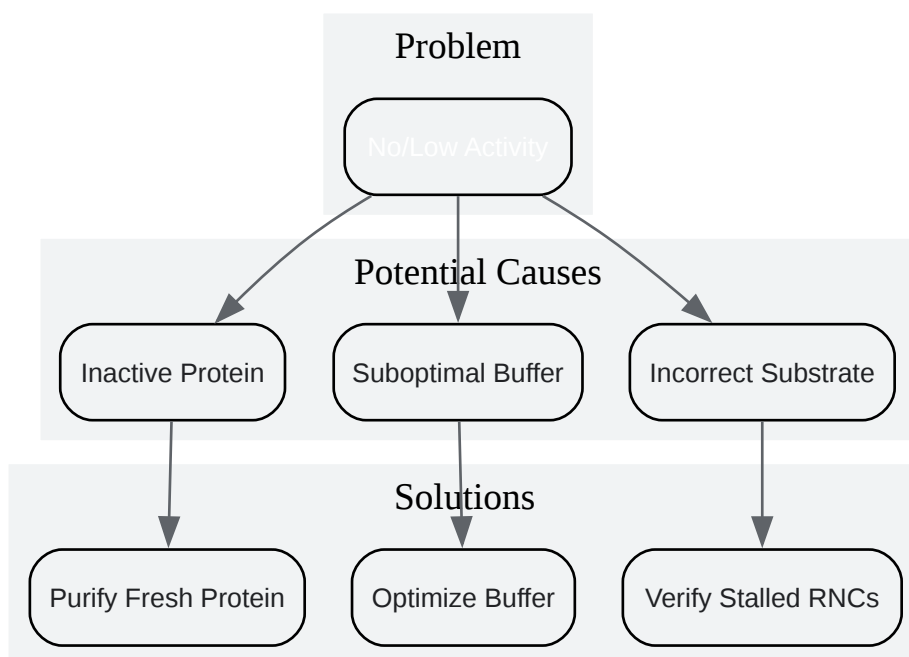 Problem
No/Low Activity
Potential Causes
Inactive Protein
Suboptimal Buffer
Incorrect Substrate
Solutions
Purify Fresh Protein
Optimize Buffer
Verify Stalled RNCs